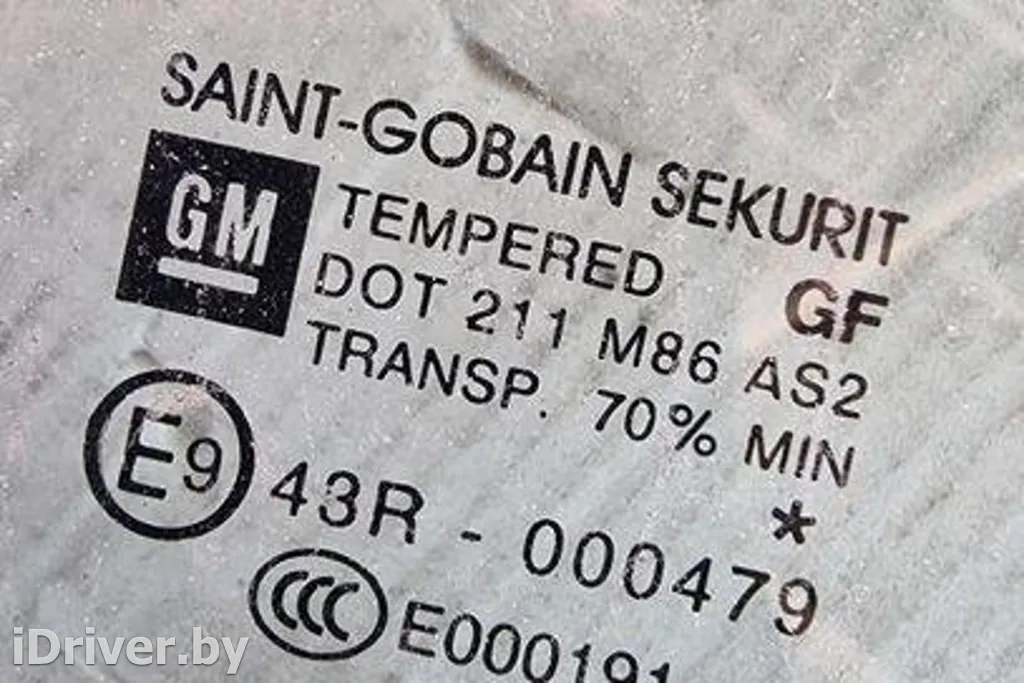 SAINT-GOBAIN SEKURIT
GM
TEMPERED GF
DOT 211 M86 AS2
TRANSP. 70% MIN
*
E9 43R - 000479
CCC E000191
iDriver.by